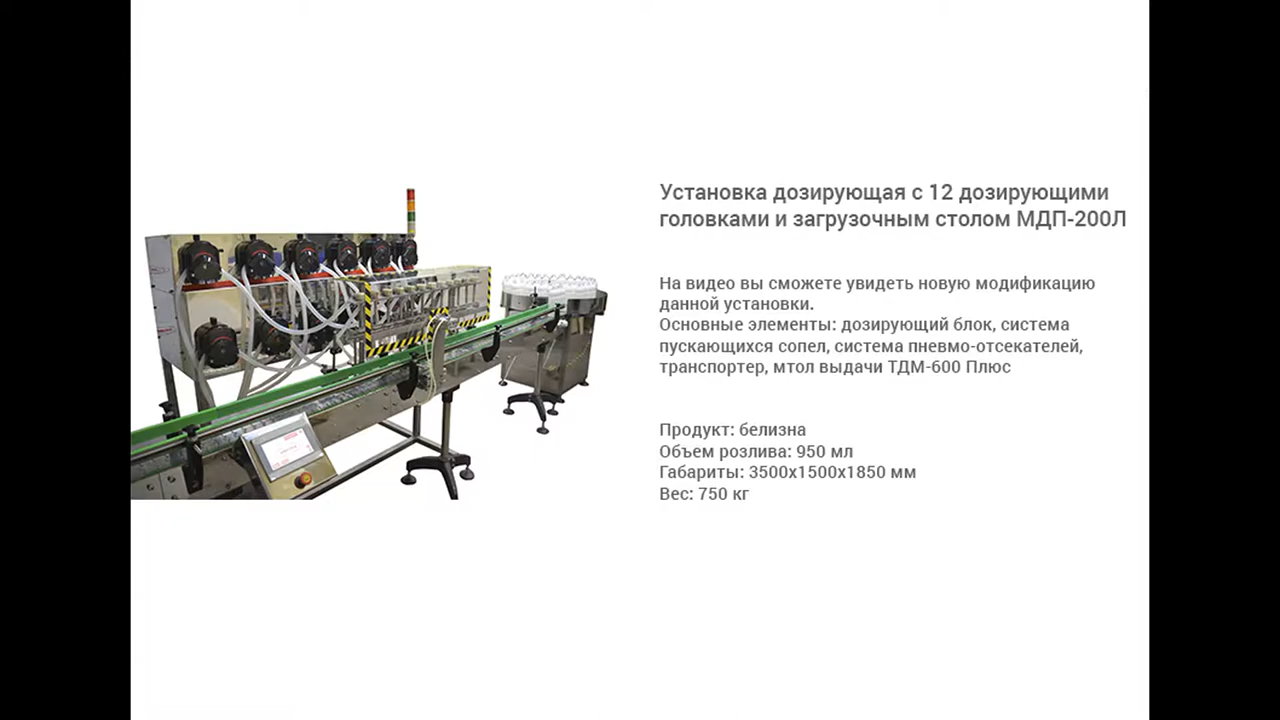 Установка дозирующая с 12 дозирующими
головками и загрузочным столом МДП-200Л
На видео вы сможете увидеть новую модификацию
данной установки.
Основные элементы: дозирующий блок, система
пускающихся сопел, система пневмо-отсекателей,
транспортер, мтол выдачи ТДМ-600 Плюс
Продукт: белизна
Объем розлива: 950 мл
Габариты: 3500х1500х1850 мм
Вес: 750 кг